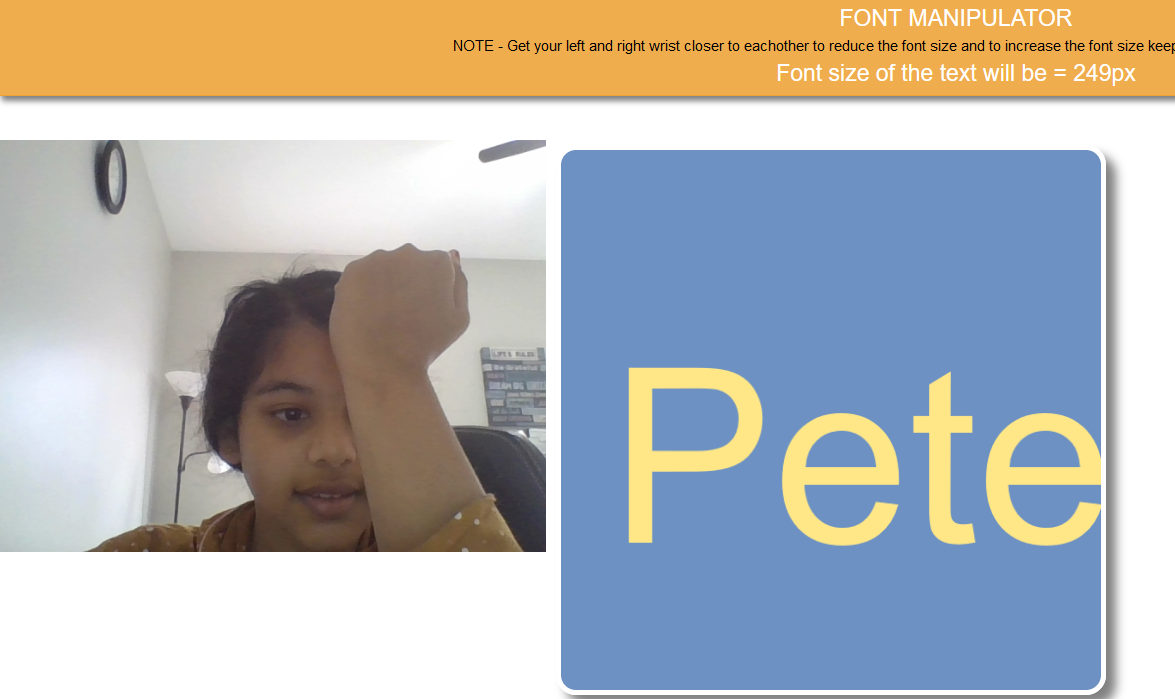 FONT MANIPULATOR
NOTE - Get your left and right wrist closer to eachother to reduce the font size and to increase the font size keep
Font size of the text will be = 249px
LIFE'S RULES
Pete